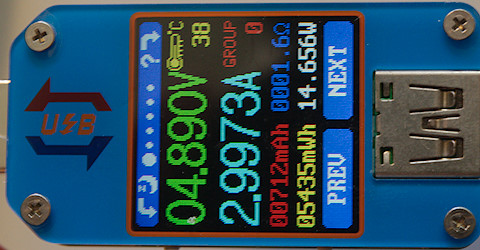 USB
04.890V
°C
38
2.9973A
GROUP
0
00712mAh
0001.6Ω
05435mWh
14.656W
PREV
NEXT